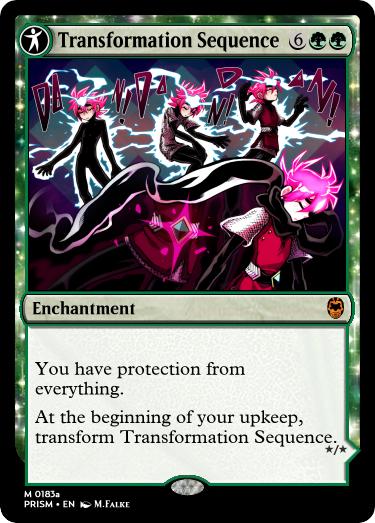 Transformation Sequence 6
Enchantment
You have protection from
everything.
At the beginning of your upkeep,
transform Transformation Sequence.
*/*
M 0183a
PRISM • EN M.Falke